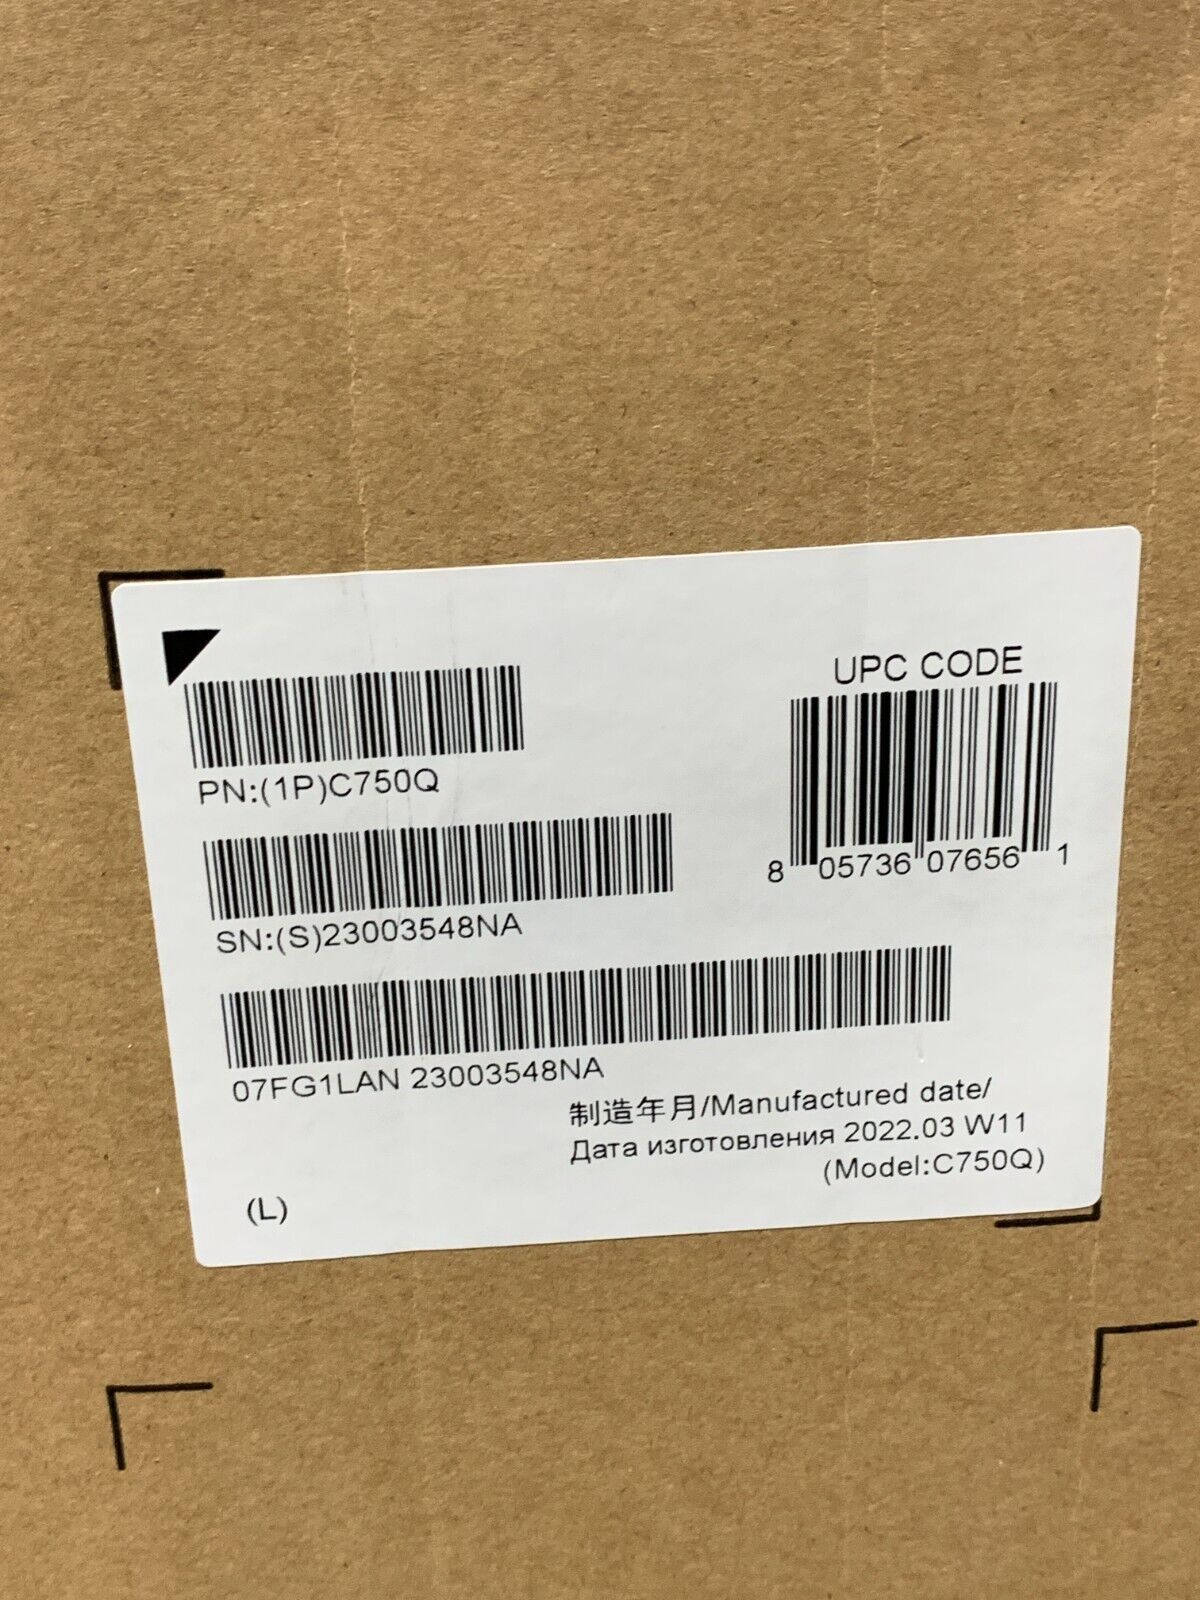 UPC CODE
PN:(1P)C750Q
8 05736 07656 1
SN:(S)23003548NA
07FG1LAN 23003548NA
制造年月/Manufactured date/
Дата изготовления 2022.03 W11
(Model:C750Q)
(L)